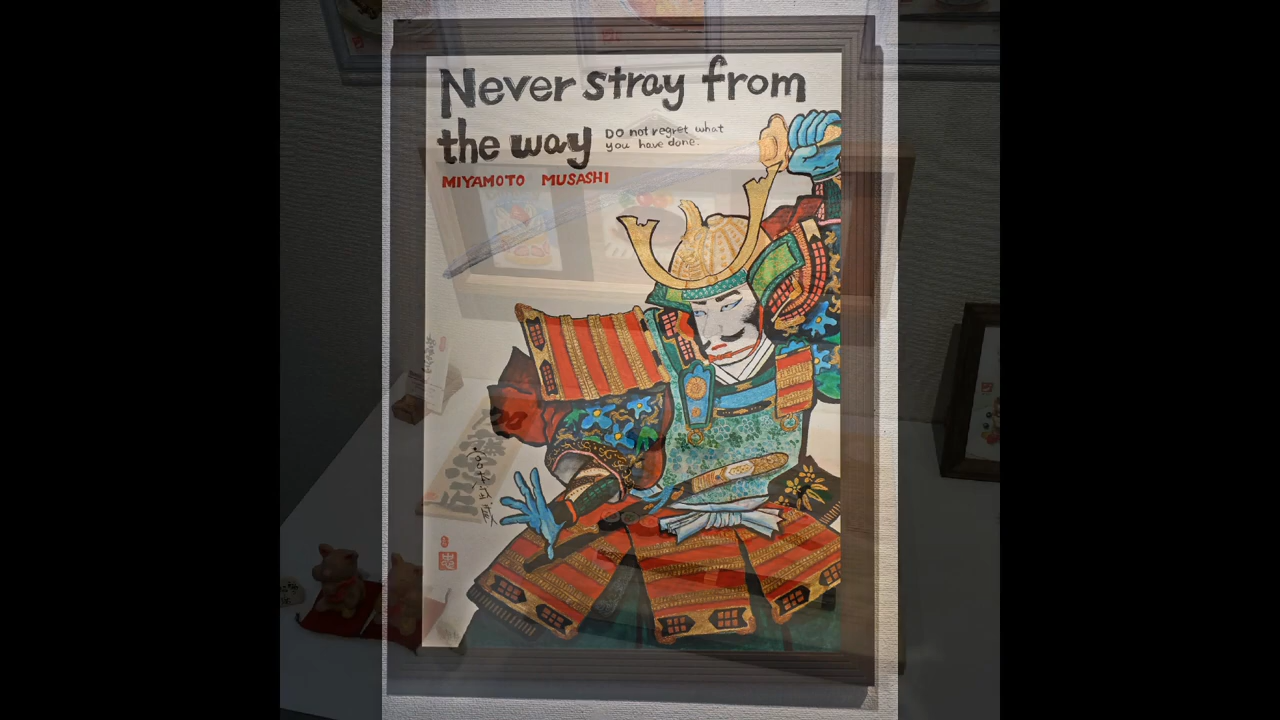 Never stray from
the way
DO not regret what
you have done.
MIYAMOTO MUSASHI